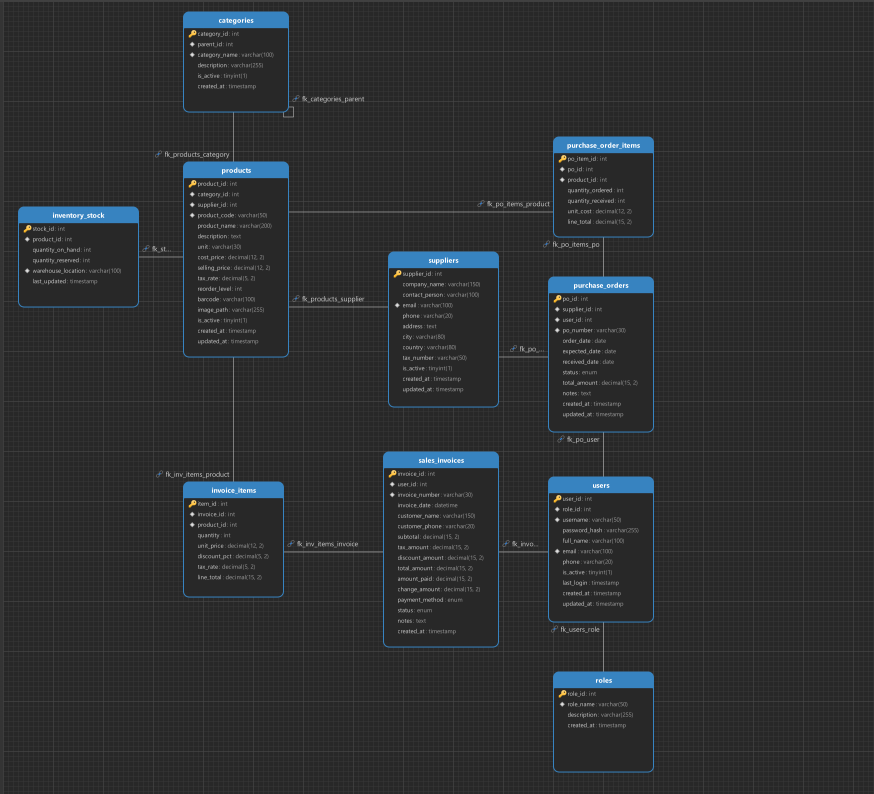 categories
category_id: int
parent_id: int
category_name: varchar(100)
description: varchar(255)
is_active: tinyint(1)
created_at: timestamp
fk_categories_parent
fk_products_category
products
product_id: int
category_id: int
supplier_id: int
product_code: varchar(50)
product_name: varchar(200)
description: text
unit: varchar(30)
cost_price: decimal(12, 2)
selling_price: decimal(12, 2)
tax_rate: decimal(5, 2)
reorder_level: int
barcode: varchar(100)
image_path: varchar(255)
is_active: tinyint(1)
created_at: timestamp
updated_at: timestamp
inventory_stock
stock_id: int
product_id: int
quantity_on_hand: int
quantity_reserved: int
warehouse_location: varchar(100)
last_updated: timestamp
fk_st...
purchase_order_items
po_item_id: int
po_id: int
product_id: int
quantity_ordered: int
quantity_received: int
unit_cost: decimal(12, 2)
line_total: decimal(15, 2)
fk_po_items_product
fk_po_items_po
suppliers
supplier_id: int
company_name: varchar(150)
contact_person: varchar(100)
email: varchar(100)
phone: varchar(20)
address: text
city: varchar(80)
country: varchar(80)
tax_number: varchar(50)
is_active: tinyint(1)
created_at: timestamp
updated_at: timestamp
fk_products_supplier
fk_po_...
purchase_orders
po_id: int
supplier_id: int
user_id: int
po_number: varchar(30)
order_date: date
expected_date: date
received_date: date
status: enum
total_amount: decimal(15, 2)
notes: text
created_at: timestamp
updated_at: timestamp
fk_po_user
fk_inv_items_product
invoice_items
item_id: int
invoice_id: int
product_id: int
quantity: int
unit_price: decimal(12, 2)
discount_pct: decimal(5, 2)
tax_rate: decimal(5, 2)
line_total: decimal(15, 2)
fk_inv_items_invoice
sales_invoices
invoice_id: int
user_id: int
invoice_number: varchar(30)
invoice_date: datetime
customer_name: varchar(150)
customer_phone: varchar(20)
subtotal: decimal(15, 2)
tax_amount: decimal(15, 2)
discount_amount: decimal(15, 2)
total_amount: decimal(15, 2)
amount_paid: decimal(15, 2)
change_amount: decimal(15, 2)
payment_method: enum
status: enum
notes: text
created_at: timestamp
fk_invo...
users
user_id: int
role_id: int
username: varchar(50)
password_hash: varchar(255)
full_name: varchar(100)
email: varchar(100)
phone: varchar(20)
is_active: tinyint(1)
last_login: timestamp
created_at: timestamp
updated_at: timestamp
fk_users_role
roles
role_id: int
role_name: varchar(50)
description: varchar(255)
created_at: timestamp